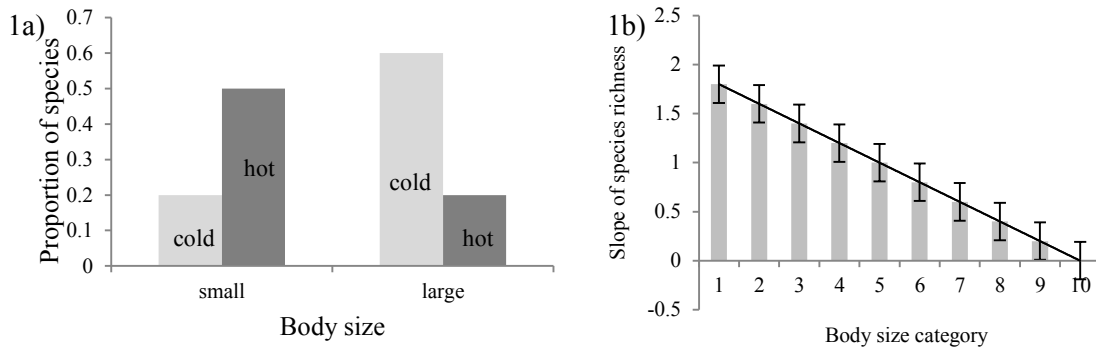 1a)
Proportion of species
0.7
0.6
0.5
0.4
0.3
0.2
0.1
0
cold
hot
cold
hot
small large
Body size
1b)
Slope of species richness
2.5
2
1.5
1
0.5
0
-0.5
1 2 3 4 5 6 7 8 9 10
Body size category